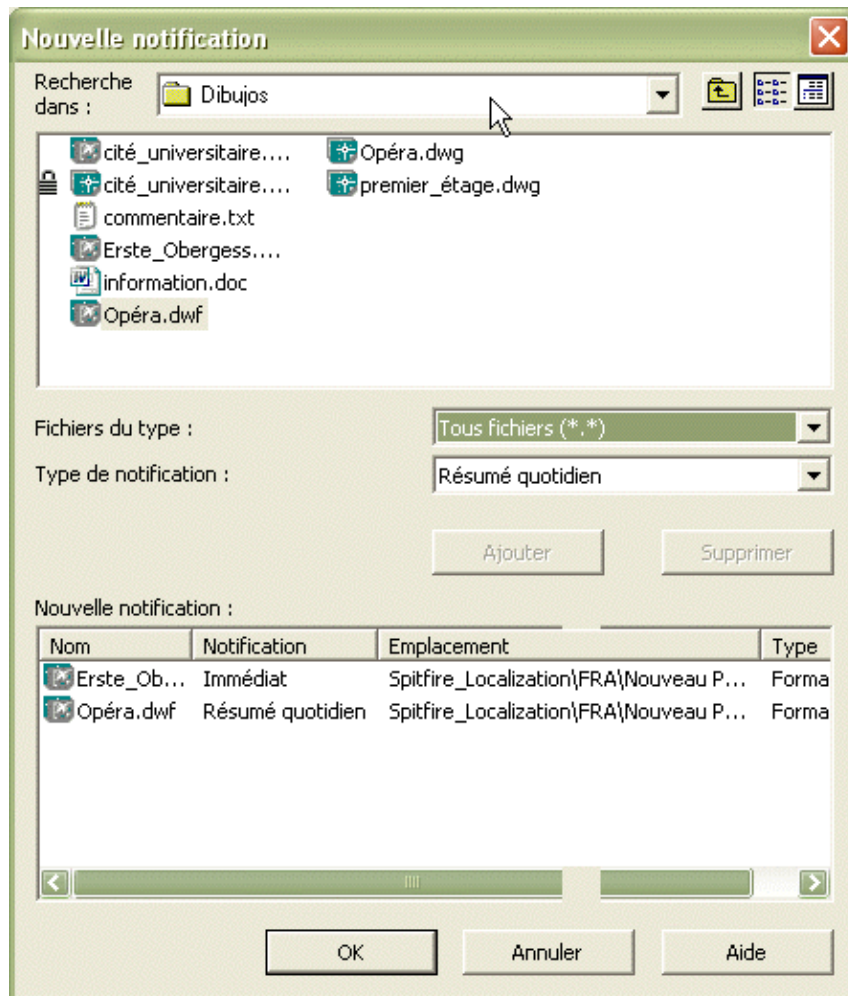 Nouvelle notification
Recherche dans :
Dibujos
cité_universitaire....
Opéra.dwg
cité_universitaire....
premier_étage.dwg
commentaire.txt
Erste_Obergess....
information.doc
Opéra.dwf
Fichiers du type :
Tous fichiers (*.*)
Type de notification :
Résumé quotidien
Ajouter
Supprimer
Nouvelle notification :
Nom Notification Emplacement Type
Erste_Ob... Immédiat Spitfire_Localization\FRA\Nouveau P... Forma
Opéra.dwf Résumé quotidien Spitfire_Localization\FRA\Nouveau P... Forma
OK
Annuler
Aide